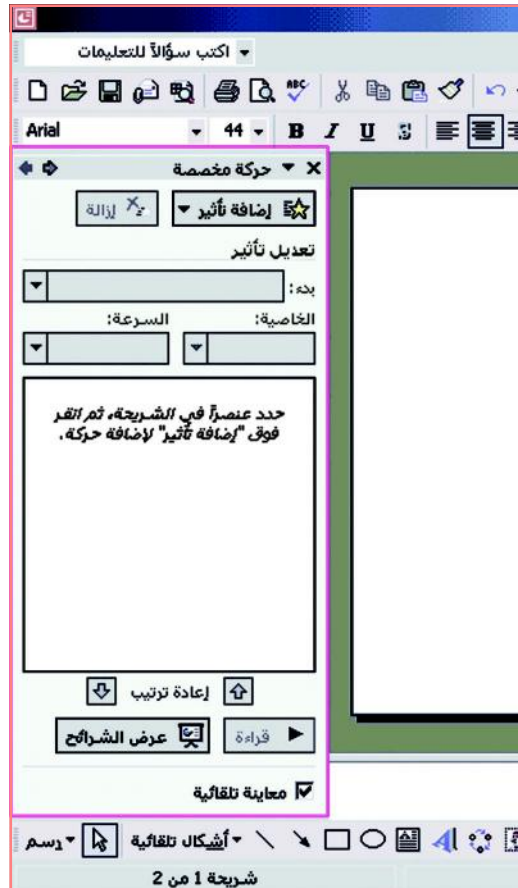 اكتب سؤالاً للتعليمات
ABC
Arial
44
B I U S
حركة مخصصة
إضافة تأثير
إزالة
تعديل تأثير
بدء:
الخاصية: السرعة:
حدد عنصراً في الشريحة، ثم انقر
فوق "إضافة تأثير" لإضافة حركة.
إعادة ترتيب
قراءة
عرض الشرائح
معاينة تلقائية
رسم
أشكال تلقائية
شريحة 1 من 2